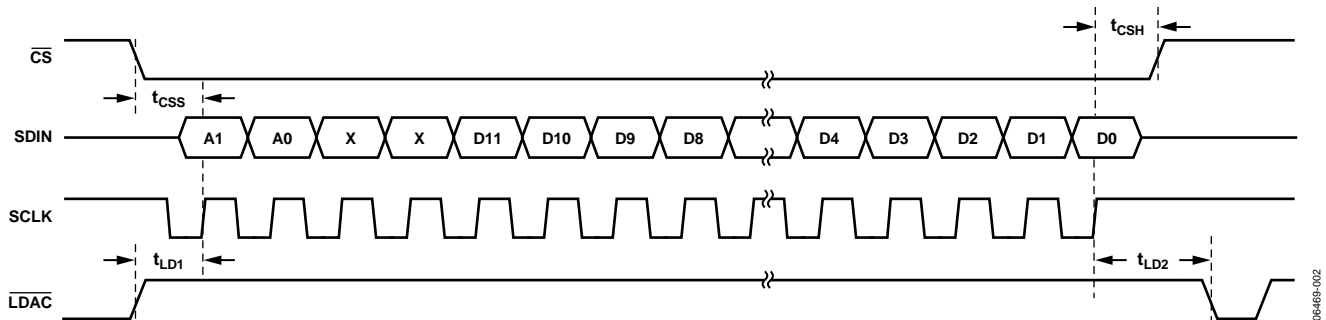 CS
tCSH
tCSS
SDIN
A1 A0 X X D11 D10 D9 D8 D4 D3 D2 D1 D0
SCLK
tLD1
tLD2
LDAC
06469-002